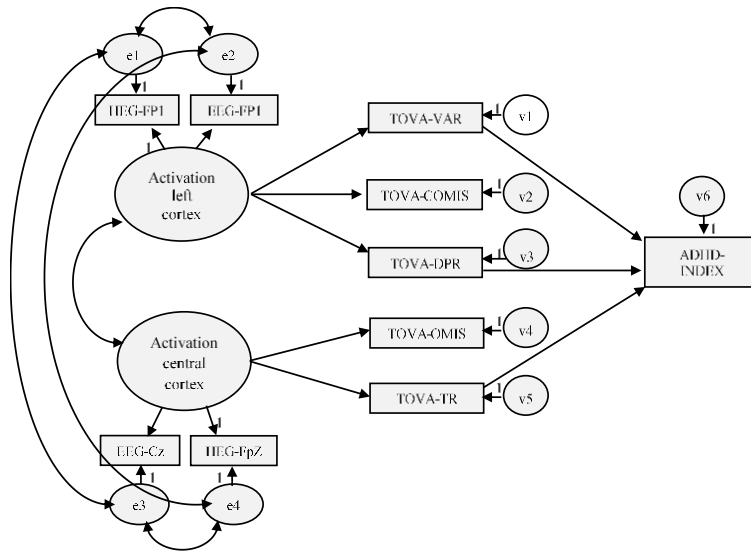 e1
e2
1
1
HEG-FP1
EEG-FP1
1
Activation
left
cortex
TOVA-VAR
1
v1
TOVA-COMIS
1
v2
TOVA-DPR
1
v3
v6
1
ADHD-
INDEX
Activation
central
cortex
TOVA-OMIS
1
v4
TOVA-TR
1
v5
1
EEG-Cz
HEG-FpZ
1
1
e3
e4